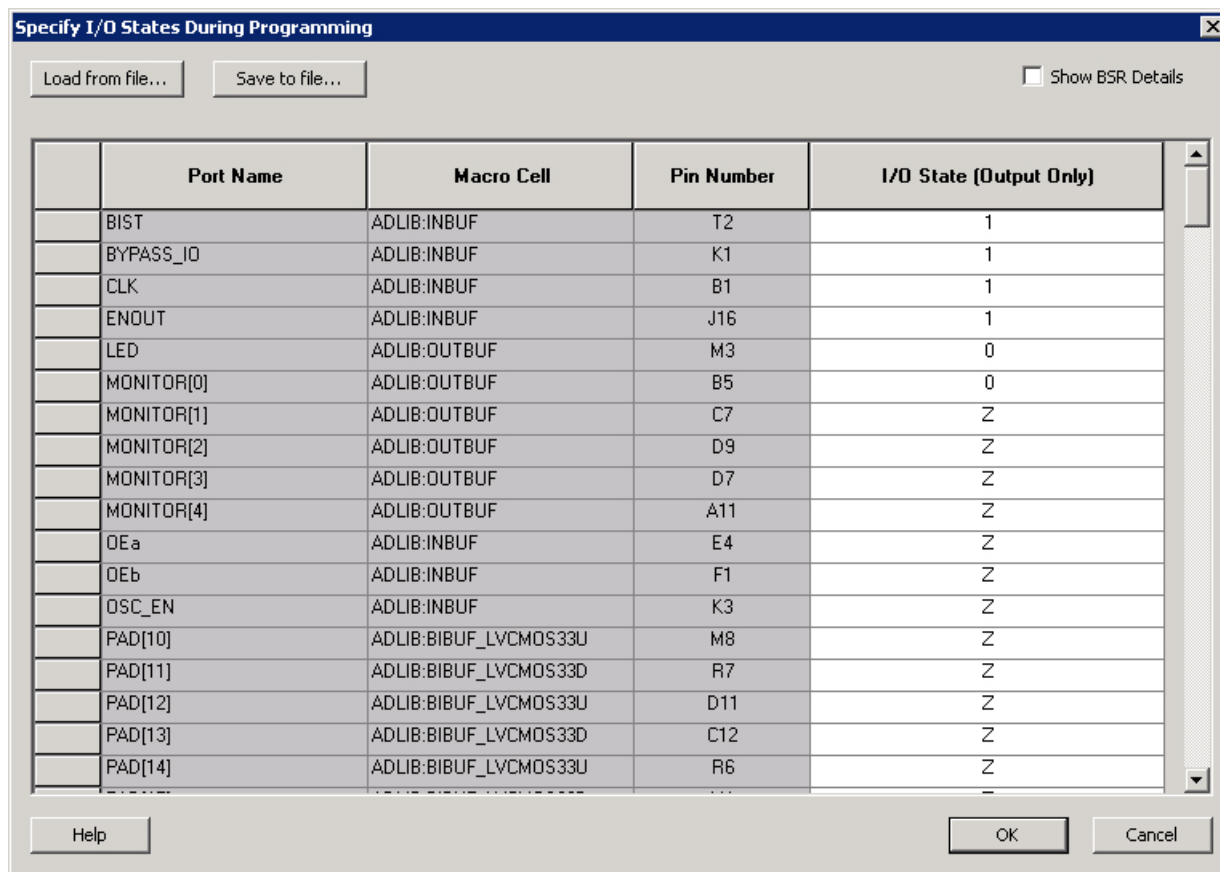 Specify I/O States During Programming
Load from file... Save to file... Show BSR Details
Port Name Macro Cell Pin Number I/O State (Output Only)
BIST ADLIB:INBUF T2 1
BYPASS_IO ADLIB:INBUF K1 1
CLK ADLIB:INBUF B1 1
ENOUT ADLIB:INBUF J16 1
LED ADLIB:OUTBUF M3 0
MONITOR[0] ADLIB:OUTBUF B5 0
MONITOR[1] ADLIB:OUTBUF C7 Z
MONITOR[2] ADLIB:OUTBUF D9 Z
MONITOR[3] ADLIB:OUTBUF D7 Z
MONITOR[4] ADLIB:OUTBUF A11 Z
OEa ADLIB:INBUF E4 Z
OEb ADLIB:INBUF F1 Z
OSC_EN ADLIB:INBUF K3 Z
PAD[10] ADLIB:BIBUF_LVCMOS33U M8 Z
PAD[11] ADLIB:BIBUF_LVCMOS33D R7 Z
PAD[12] ADLIB:BIBUF_LVCMOS33U D11 Z
PAD[13] ADLIB:BIBUF_LVCMOS33D C12 Z
PAD[14] ADLIB:BIBUF_LVCMOS33U R6 Z
Help OK Cancel